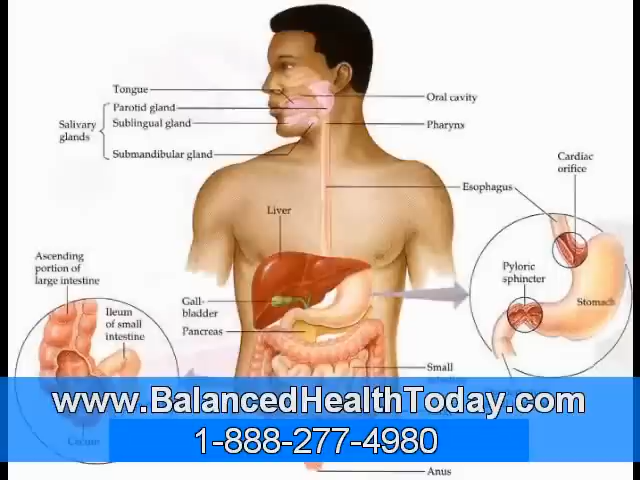 Tongue
Parotid gland
Salivary
glands
Sublingual gland
Submandibular gland
Oral cavity
Pharynx
Cardiac
orifice
Esophagus
Liver
Ascending
portion of
large intestine
Pyloric
sphincter
Ileum
of small
intestine
Gall-
bladder
Stomach
Pancreas
Small
www.BalancedHealthToday.com
1-888-277-4980
Anus